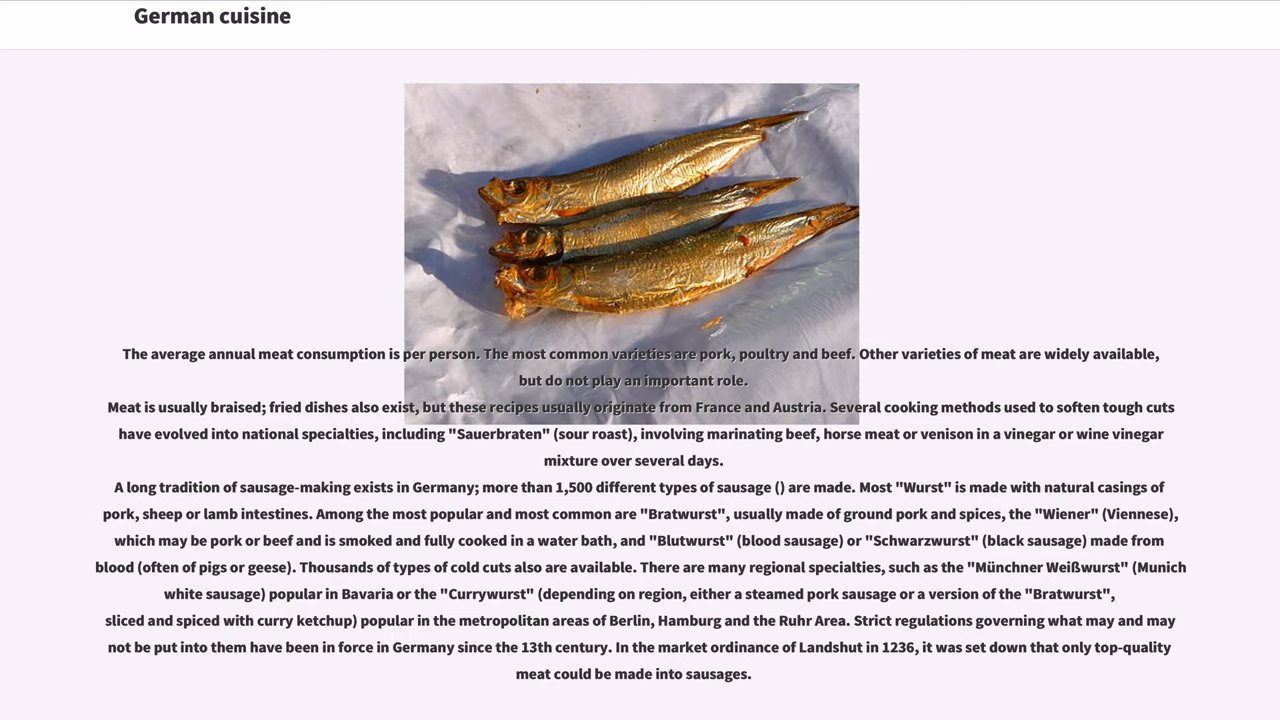 German cuisine
The average annual meat consumption is per person. The most common varieties are pork, poultry and beef. Other varieties of meat are widely available,
but do not play an important role.
Meat is usually braised; fried dishes also exist, but these recipes usually originate from France and Austria. Several cooking methods used to soften tough cuts
have evolved into national specialties, including "Sauerbraten" (sour roast), involving marinating beef, horse meat or venison in a vinegar or wine vinegar
mixture over several days.
A long tradition of sausage-making exists in Germany; more than 1,500 different types of sausage () are made. Most "Wurst" is made with natural casings of
pork, sheep or lamb intestines. Among the most popular and most common are "Bratwurst", usually made of ground pork and spices, the "Wiener" (Viennese),
which may be pork or beef and is smoked and fully cooked in a water bath, and "Blutwurst" (blood sausage) or "Schwarzwurst" (black sausage) made from
blood (often of pigs or geese). Thousands of types of cold cuts also are available. There are many regional specialties, such as the "Münchner Weißwurst" (Munich
white sausage) popular in Bavaria or the "Currywurst" (depending on region, either a steamed pork sausage or a version of the "Bratwurst",
sliced and spiced with curry ketchup) popular in the metropolitan areas of Berlin, Hamburg and the Ruhr Area. Strict regulations governing what may and may
not be put into them have been in force in Germany since the 13th century. In the market ordinance of Landshut in 1236, it was set down that only top-quality
meat could be made into sausages.